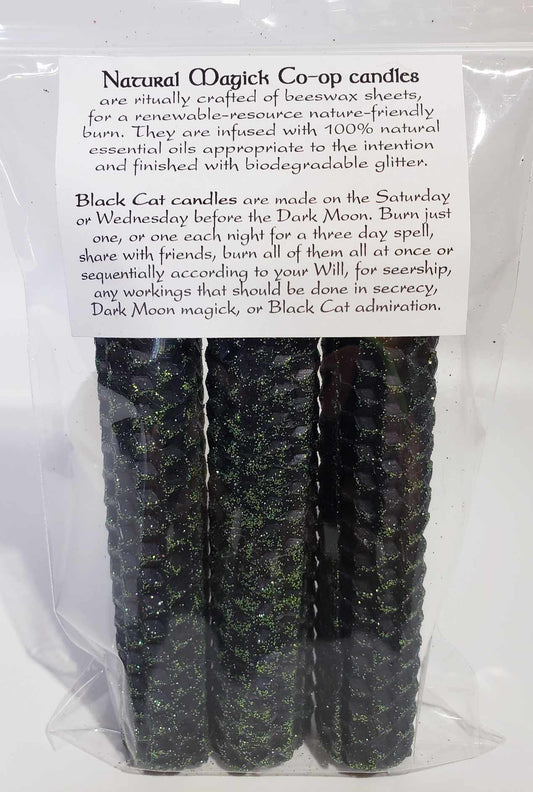 Natural Magick Co-op candles
are ritually crafted of beeswax sheets,
for a renewable-resource nature-friendly
burn. They are infused with 100% natural
essential oils appropriate to the intention
and finished with biodegradable glitter.
Black Cat candles are made on the Saturday
or Wednesday before the Dark Moon. Burn just
one, or one each night for a three day spell,
share with friends, burn all of them all at once or
sequentially according to your Will, for seership,
any workings that should be done in secrecy,
Dark Moon magick, or Black Cat admiration.